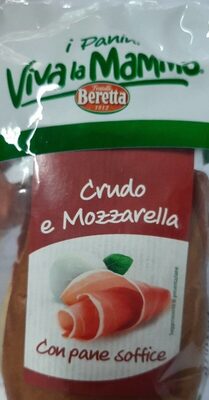 i Panini
Viva la Mamma
Fratelli
Beretta
1812
Crudo
e Mozzarella
Con pane soffice